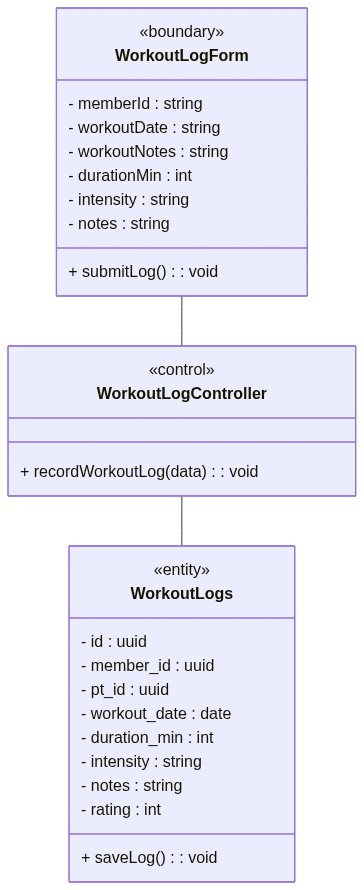 «boundary»
WorkoutLogForm
- memberId : string
- workoutDate : string
- workoutNotes : string
- durationMin : int
- intensity : string
- notes : string
+ submitLog() : : void
«control»
WorkoutLogController
+ recordWorkoutLog(data) : : void
«entity»
WorkoutLogs
- id : uuid
- member_id : uuid
- pt_id : uuid
- workout_date : date
- duration_min : int
- intensity : string
- notes : string
- rating : int
+ saveLog() : : void